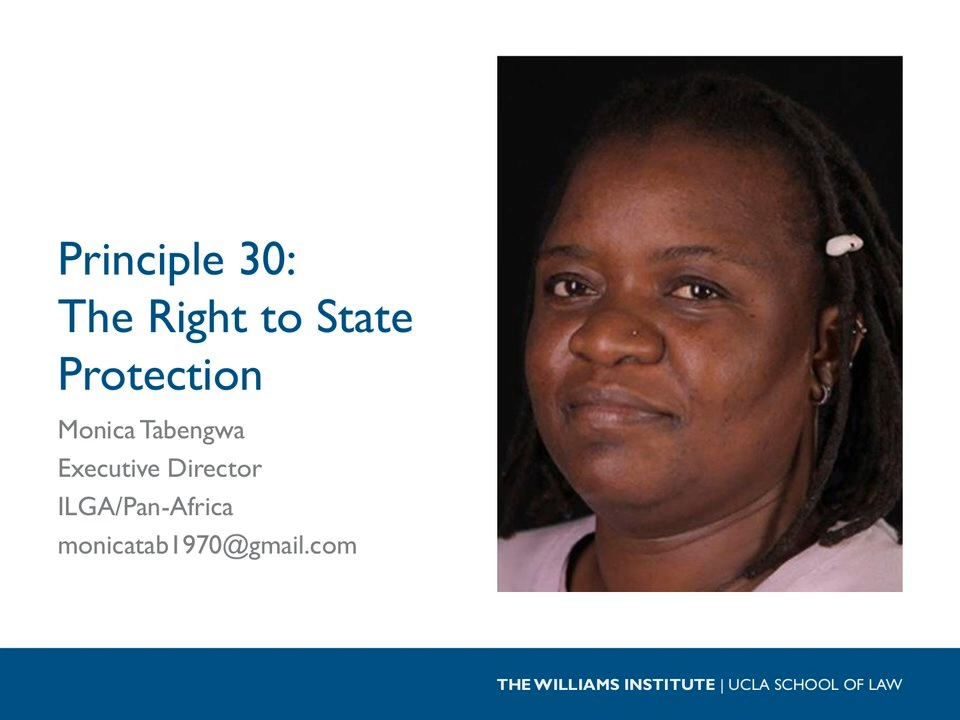 Principle 30:
The Right to State
Protection
Monica Tabengwa
Executive Director
ILGA/Pan-Africa
monicatab1970@gmail.com
THE WILLIAMS INSTITUTE | UCLA SCHOOL OF LAW